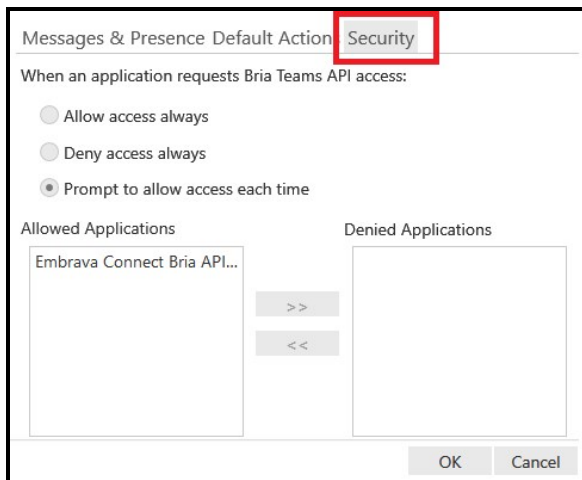 Messages & Presence Default Action Security
When an application requests Bria Teams API access:
Allow access always
Deny access always
Prompt to allow access each time
Allowed Applications Denied Applications
Embrava Connect Bria API...
>>
<<
OK Cancel